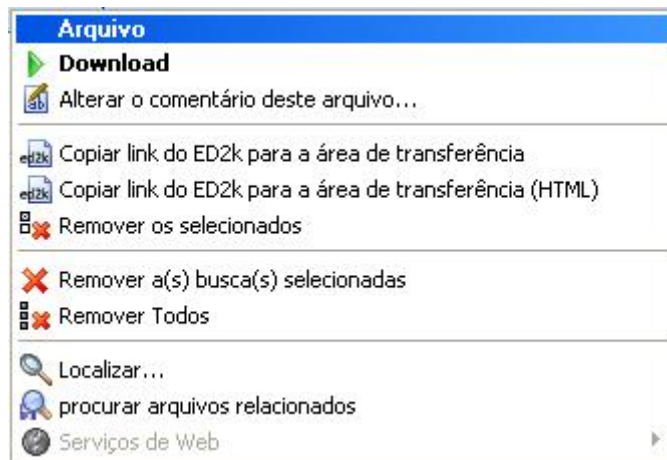 Arquivo
Download
Alterar o comentário deste arquivo...
ed2k Copiar link do ED2k para a área de transferência
ed2k Copiar link do ED2k para a área de transferência (HTML)
Remover os selecionados
Remover a(s) busca(s) selecionadas
Remover Todos
Localizar...
procurar arquivos relacionados
Serviços de Web